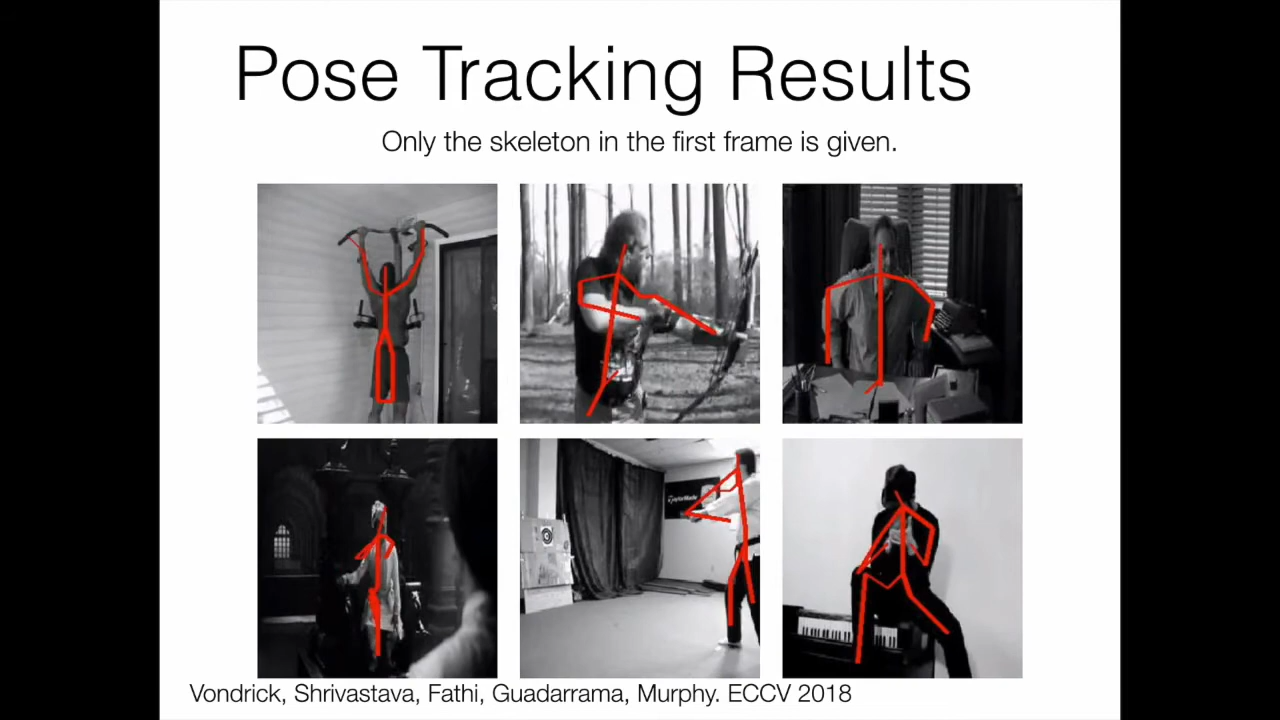 Pose Tracking Results
Only the skeleton in the first frame is given.
TaylorMade
Vondrick, Shrivastava, Fathi, Guadarrama, Murphy. ECCV 2018